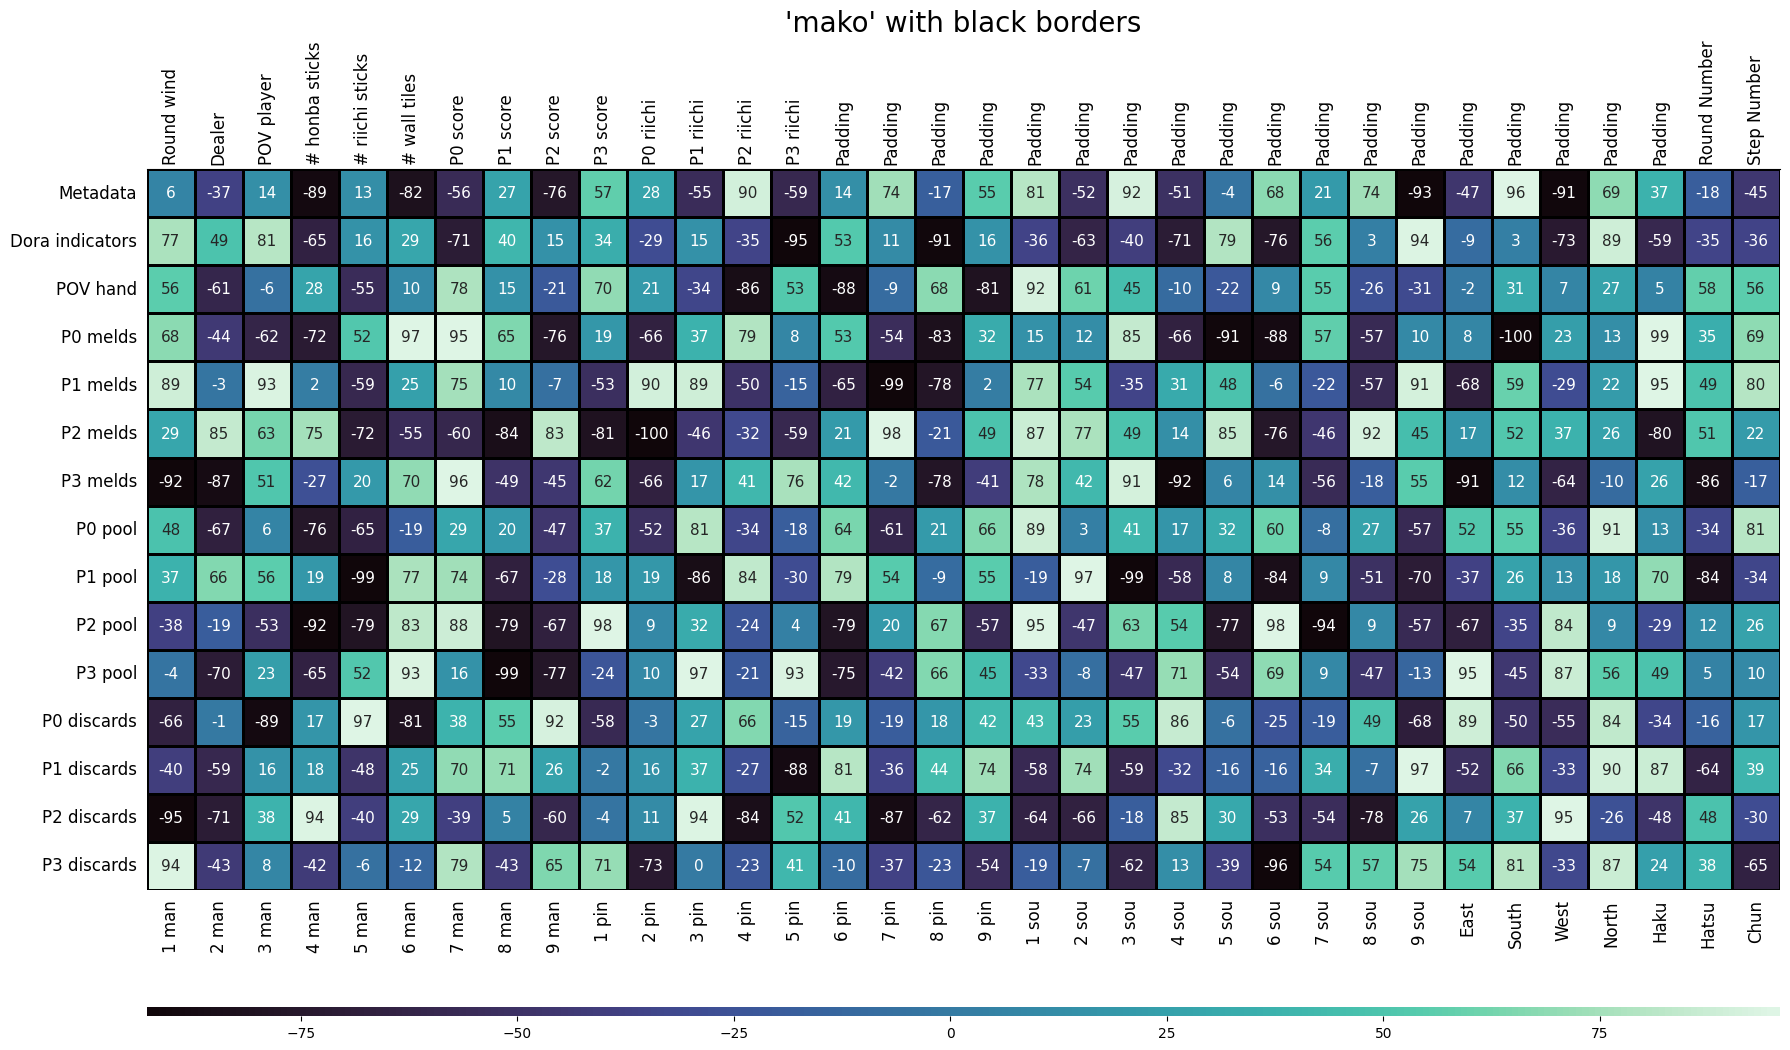 'mako' with black borders
Round wind Dealer POV player # honba sticks # riichi sticks # wall tiles P0 score P1 score P2 score P3 score P0 riichi P1 riichi P2 riichi P3 riichi Padding Padding Padding Padding Padding Padding Padding Padding Padding Padding Padding Padding Padding Padding Padding Padding Padding Padding Round Number Step Number
Metadata 6 -37 14 -89 13 -82 -56 27 -76 57 28 -55 90 -59 14 74 -17 55 81 -52 92 -51 -4 68 21 74 -93 -47 96 -91 69 37 -18 -45
Dora indicators 77 49 81 -65 16 29 -71 40 15 34 -29 15 -35 -95 53 11 -91 16 -36 -63 -40 -71 79 -76 56 3 94 -9 3 -73 89 -59 -35 -36
POV hand 56 -61 -6 28 -55 10 78 15 -21 70 21 -34 -86 53 -88 -9 68 -81 92 61 45 -10 -22 9 55 -26 -31 -2 31 7 27 5 58 56
P0 melds 68 -44 -62 -72 52 97 95 65 -76 19 -66 37 79 8 53 -54 -83 32 15 12 85 -66 -91 -88 57 -57 10 8 -100 23 13 99 35 69
P1 melds 89 -3 93 2 -59 25 75 10 -7 -53 90 89 -50 -15 -65 -99 -78 2 77 54 -35 31 48 -6 -22 -57 91 -68 59 -29 22 95 49 80
P2 melds 29 85 63 75 -72 -55 -60 -84 83 -81 -100 -46 -32 -59 21 98 -21 49 87 77 49 14 85 -76 -46 92 45 17 52 37 26 -80 51 22
P3 melds -92 -87 51 -27 20 70 96 -49 -45 62 -66 17 41 76 42 -2 -78 -41 78 42 91 -92 6 14 -56 -18 55 -91 12 -64 -10 26 -86 -17
P0 pool 48 -67 6 -76 -65 -19 29 20 -47 37 -52 81 -34 -18 64 -61 21 66 89 3 41 17 32 60 -8 27 -57 52 55 -36 91 13 -34 81
P1 pool 37 66 56 19 -99 77 74 -67 -28 18 19 -86 84 -30 79 54 -9 55 -19 97 -99 -58 8 -84 9 -51 -70 -37 26 13 18 70 -84 -34
P2 pool -38 -19 -53 -92 -79 83 88 -79 -67 98 9 32 -24 4 -79 20 67 -57 95 -47 63 54 -77 98 -94 9 -57 -67 -35 84 9 -29 12 26
P3 pool -4 -70 23 -65 52 93 16 -99 -77 -24 10 97 -21 93 -75 -42 66 45 -33 -8 -47 71 -54 69 9 -47 -13 95 -45 87 56 49 5 10
P0 discards -66 -1 -89 17 97 -81 38 55 92 -58 -3 27 66 -15 19 -19 18 42 43 23 55 86 -6 -25 -19 49 -68 89 -50 -55 84 -34 -16 17
P1 discards -40 -59 16 18 -48 25 70 71 26 -2 16 37 -27 -88 81 -36 44 74 -58 74 -59 -32 -16 -16 34 -7 97 -52 66 -33 90 87 -64 39
P2 discards -95 -71 38 94 -40 29 -39 5 -60 -4 11 94 -84 52 41 -87 -62 37 -64 -66 -18 85 30 -53 -54 -78 26 7 37 95 -26 -48 48 -30
P3 discards 94 -43 8 -42 -6 -12 79 -43 65 71 -73 0 -23 41 -10 -37 -23 -54 -19 -7 -62 13 -39 -96 54 57 75 54 81 -33 87 24 38 -65
1 man 2 man 3 man 4 man 5 man 6 man 7 man 8 man 9 man 1 pin 2 pin 3 pin 4 pin 5 pin 6 pin 7 pin 8 pin 9 pin 1 sou 2 sou 3 sou 4 sou 5 sou 6 sou 7 sou 8 sou 9 sou East South West North Haku Hatsu Chun
−75 −50 −25 0 25 50 75